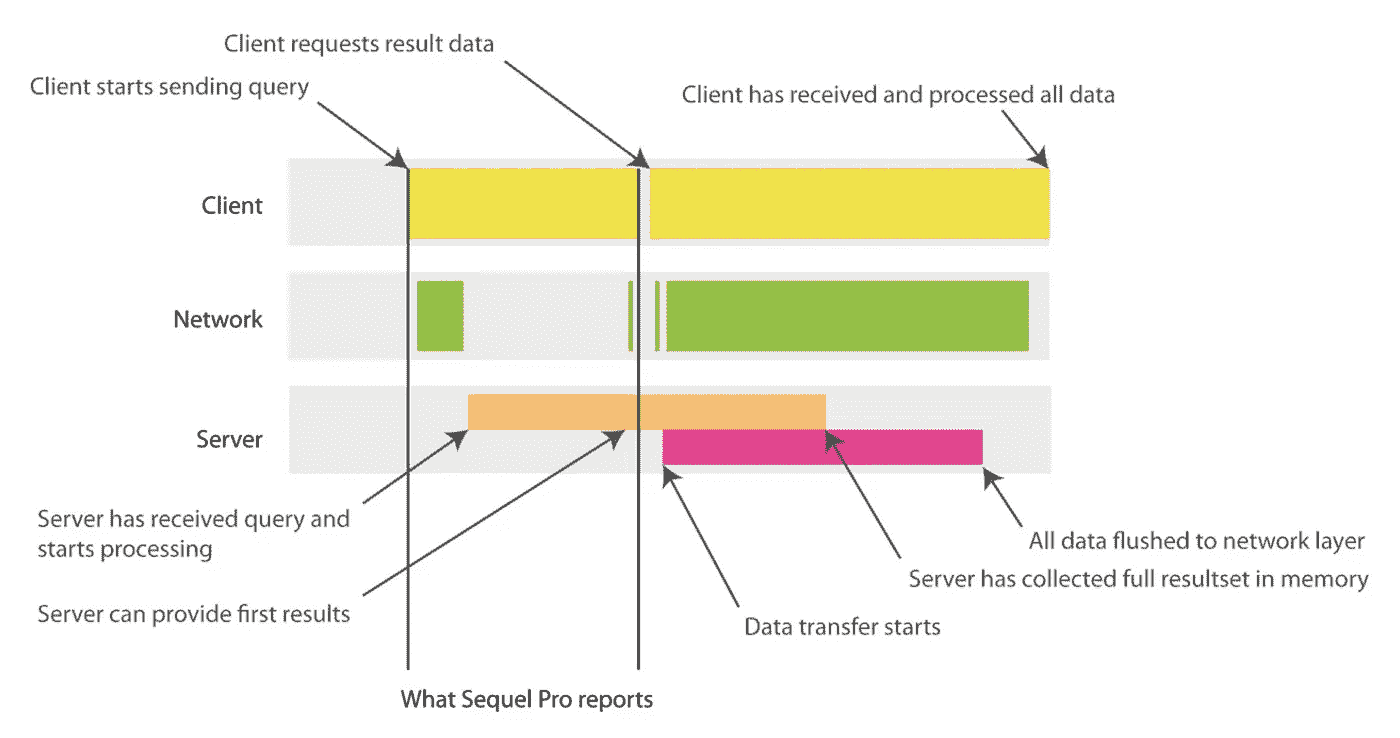 Client requests result data
Client starts sending query
Client has received and processed all data
Client
Network
Server
Server has received query and
starts processing
All data flushed to network layer
Server has collected full resultset in memory
Server can provide first results
Data transfer starts
What Sequel Pro reports